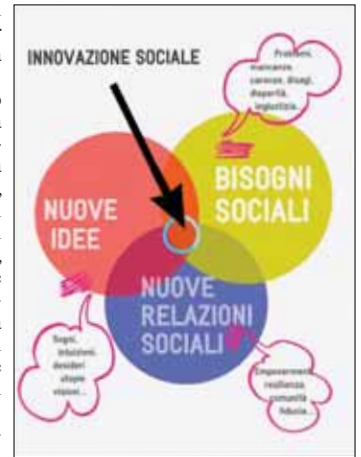 INNOVAZIONE SOCIALE
Problemi,
mancanze,
carenze, disagi,
disparità,
ingiustizia...
BISOGNI
SOCIALI
NUOVE
IDEE
NUOVE
RELAZIONI
SOCIALI
Sogni,
intuizioni,
desideri
utopie
visioni...
Empowerment,
resilienza,
comunità
fiducia...